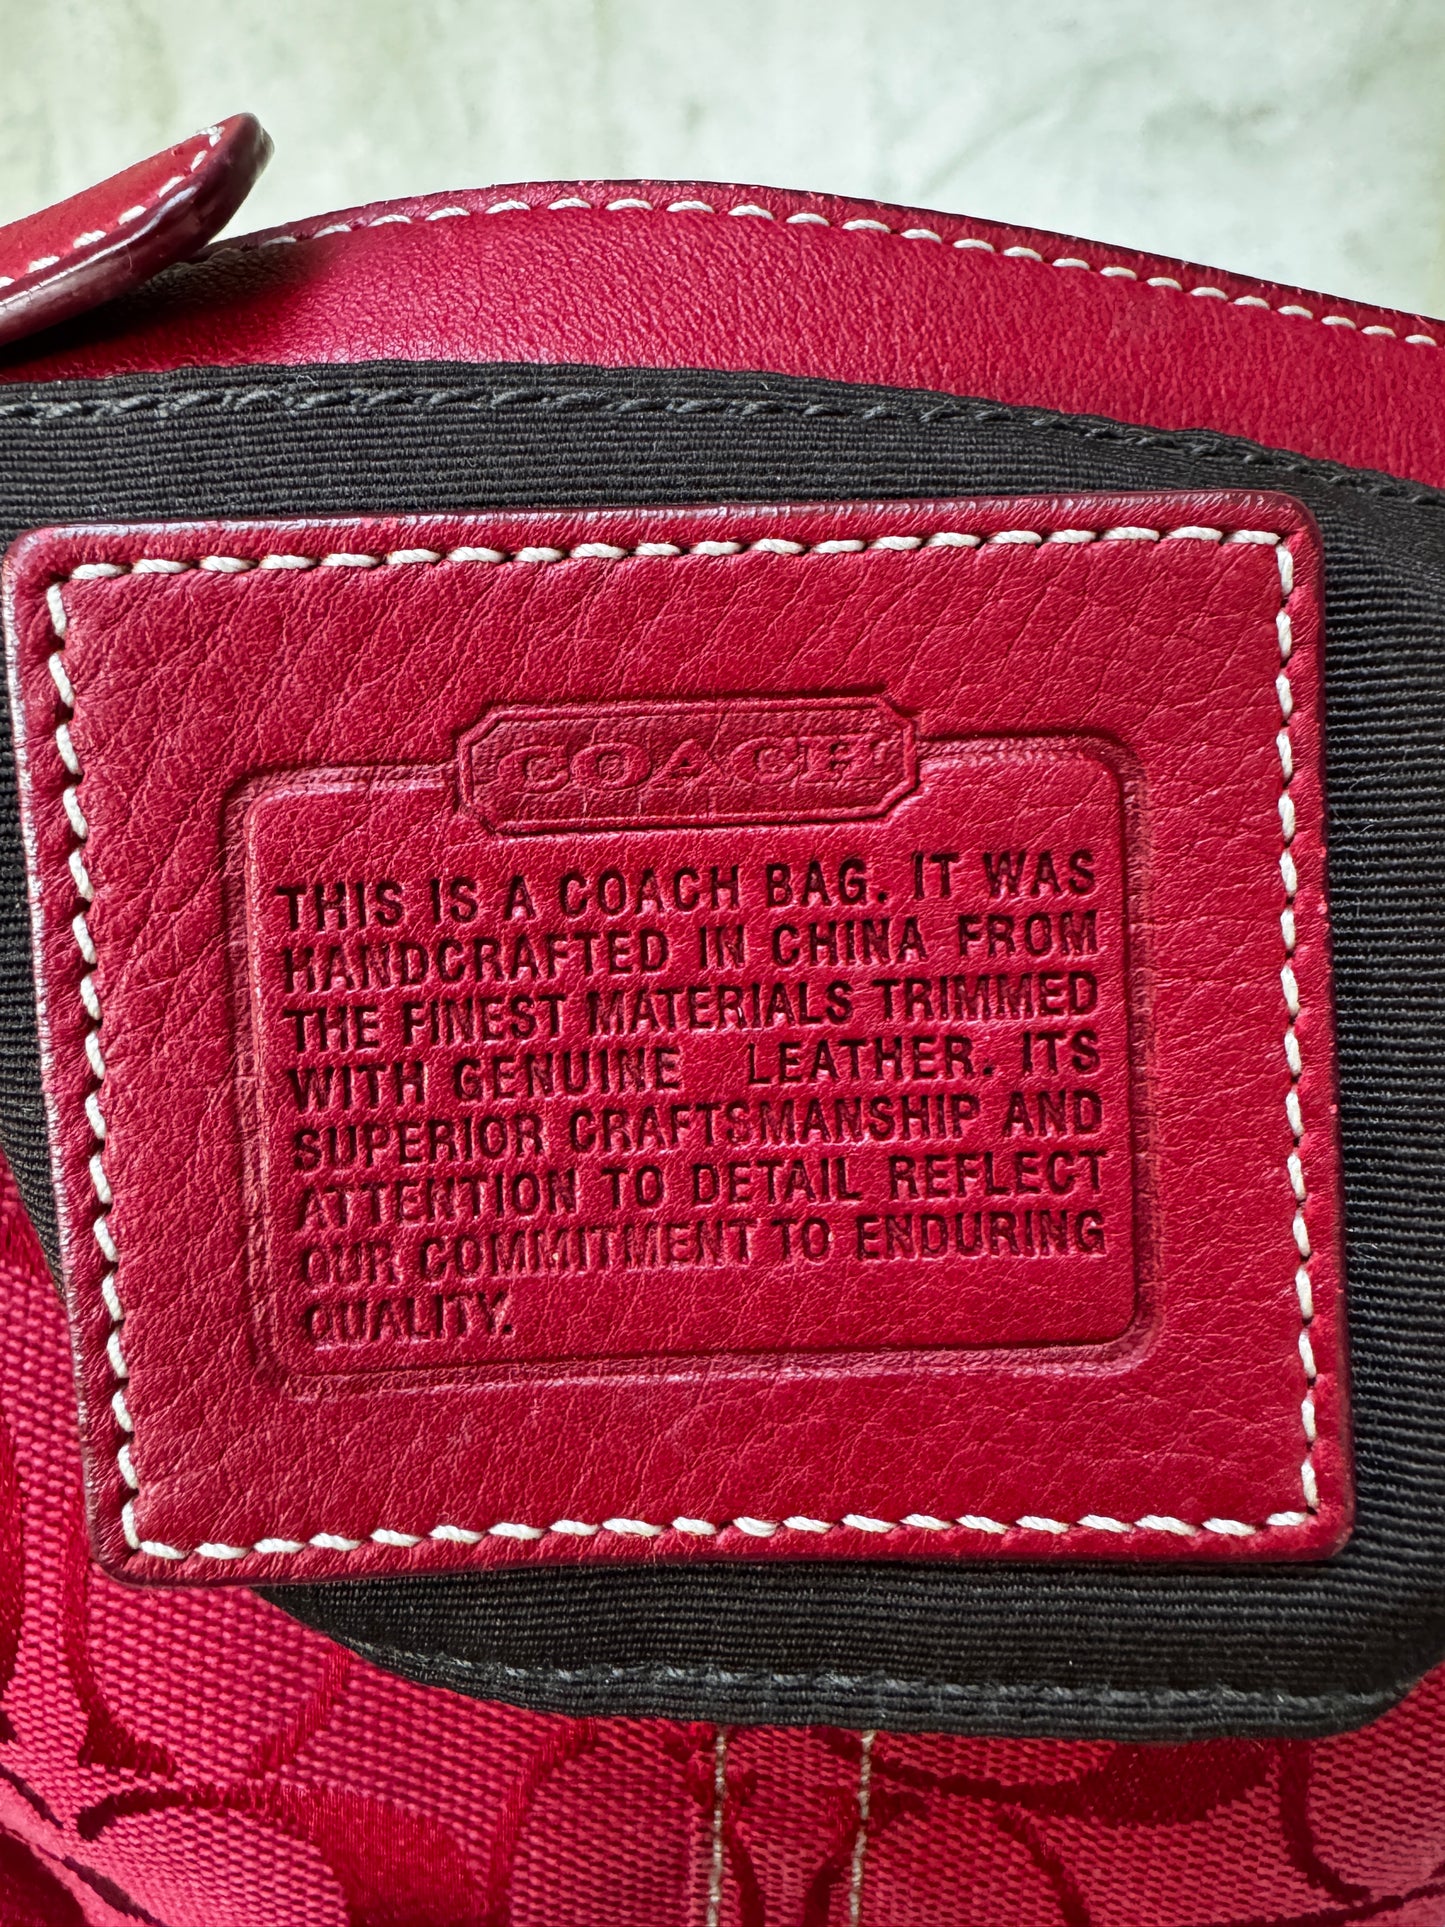 COACH
THIS IS A COACH BAG. IT WAS
HANDCRAFTED IN CHINA FROM
THE FINEST MATERIALS TRIMMED
WITH GENUINE LEATHER. ITS
SUPERIOR CRAFTSMANSHIP AND
ATTENTION TO DETAIL REFLECT
OUR COMMITMENT TO ENDURING
QUALITY.